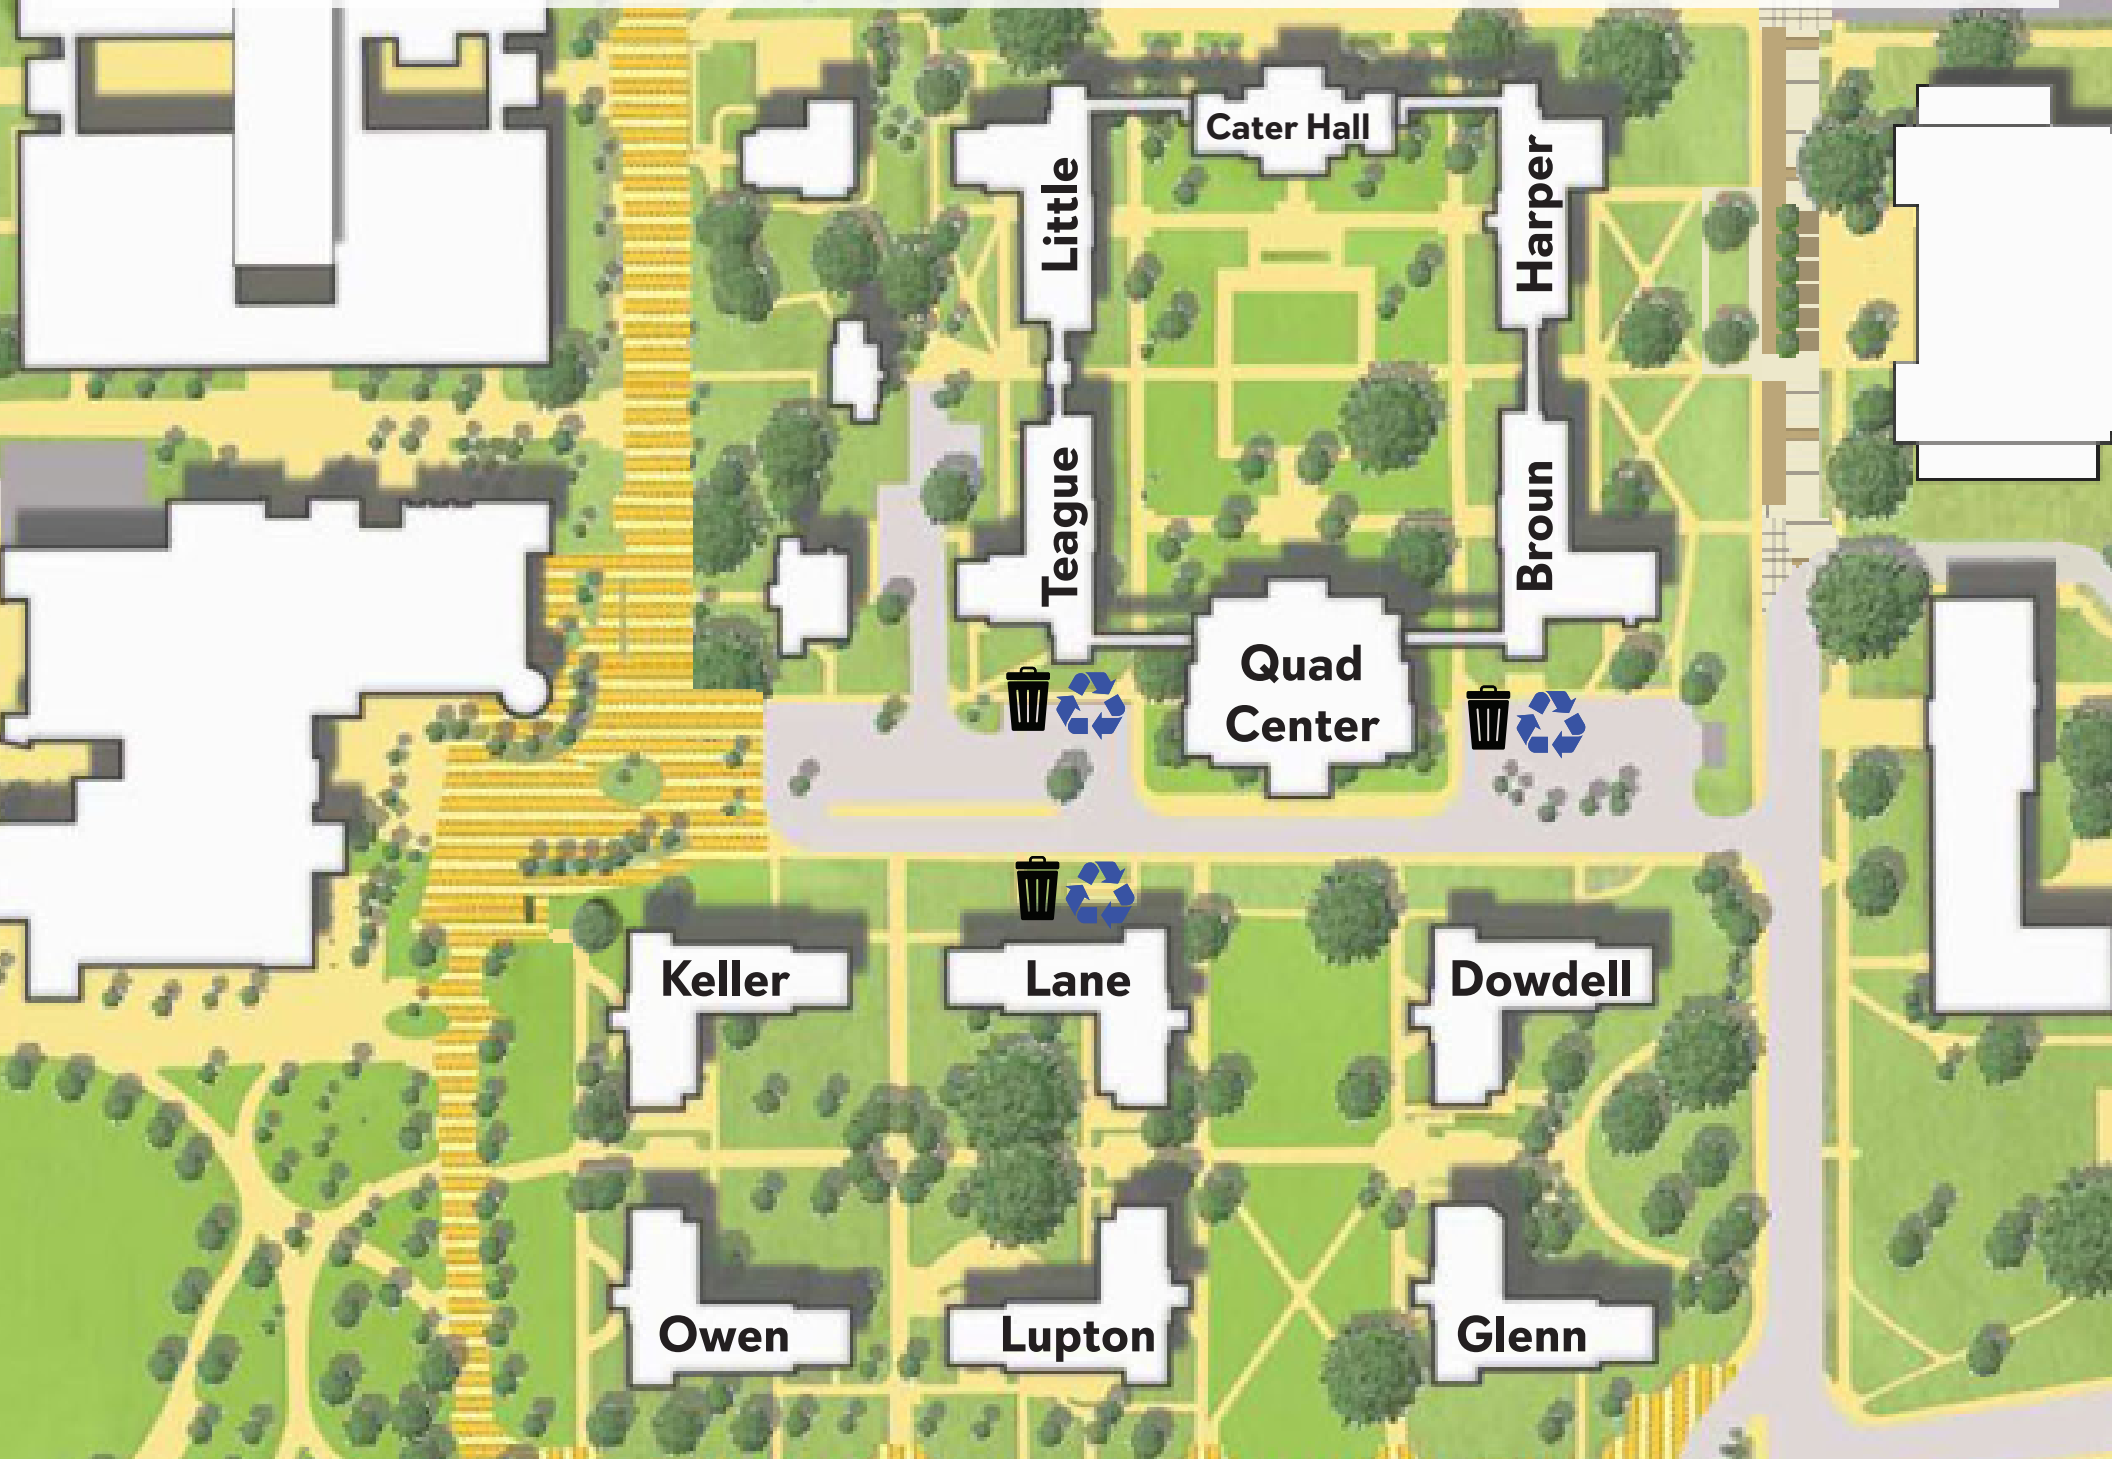 Cater Hall
Little
Harper
Teague
Broun
Quad
Center
Keller
Lane
Dowdell
Owen
Lupton
Glenn